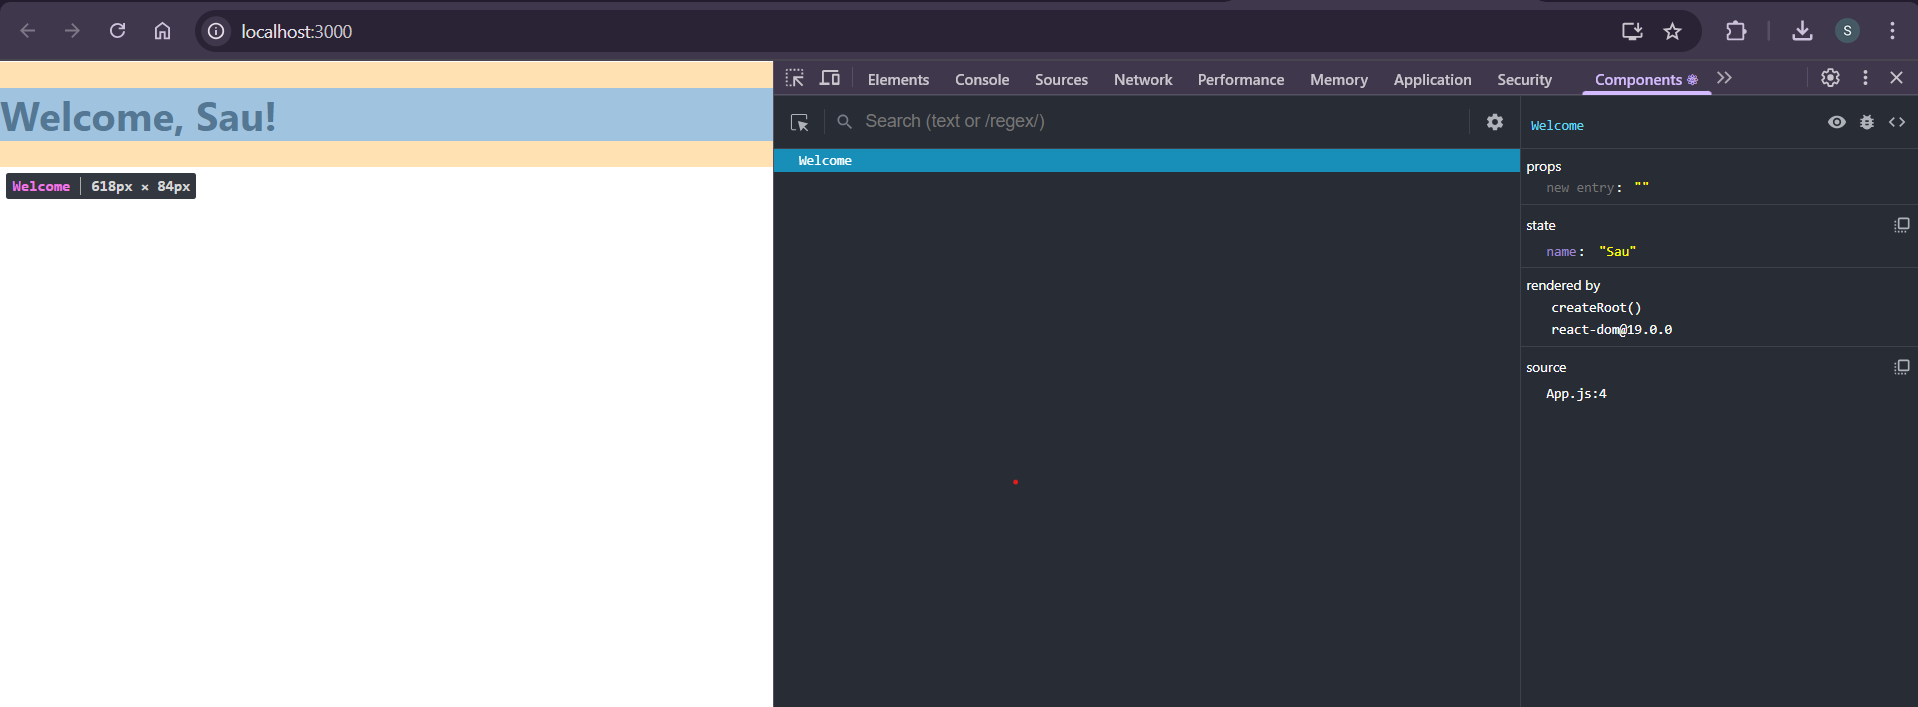 localhost:3000
S
Welcome, Sau!
Welcome 618px × 84px
Elements Console Sources Network Performance Memory Application Security Components
Search (text or /regex/)
Welcome
Welcome
props
new entry: ""
state
name: "Sau"
rendered by
createRoot()
react-dom@19.0.0
source
App.js:4